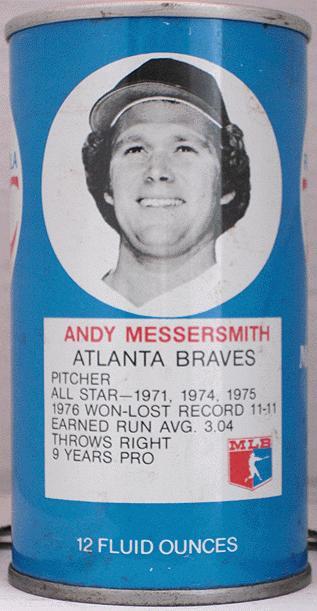 ANDY MESSERSMITH
ATLANTA BRAVES
PITCHER
ALL STAR—1971, 1974, 1975
1976 WON-LOST RECORD 11-11
EARNED RUN AVG. 3.04
THROWS RIGHT
9 YEARS PRO
MLB
12 FLUID OUNCES